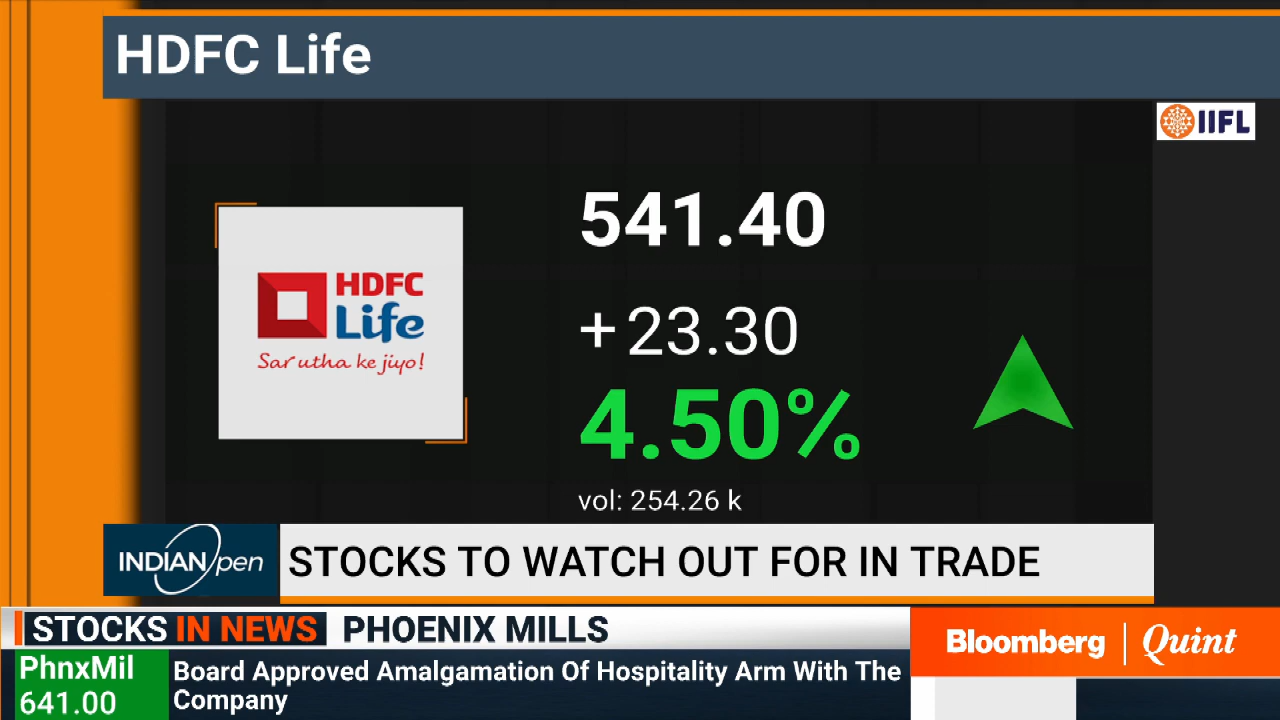 HDFC Life
IIFL
541.40
HDFC
Life
Sar utha ke jiyo!
+23.30
4.50%
vol: 254.26 k
INDIAN Open
STOCKS TO WATCH OUT FOR IN TRADE
STOCKS IN NEWS PHOENIX MILLS
Bloomberg | Quint
PhnxMil
641.00
Board Approved Amalgamation Of Hospitality Arm With The
Company